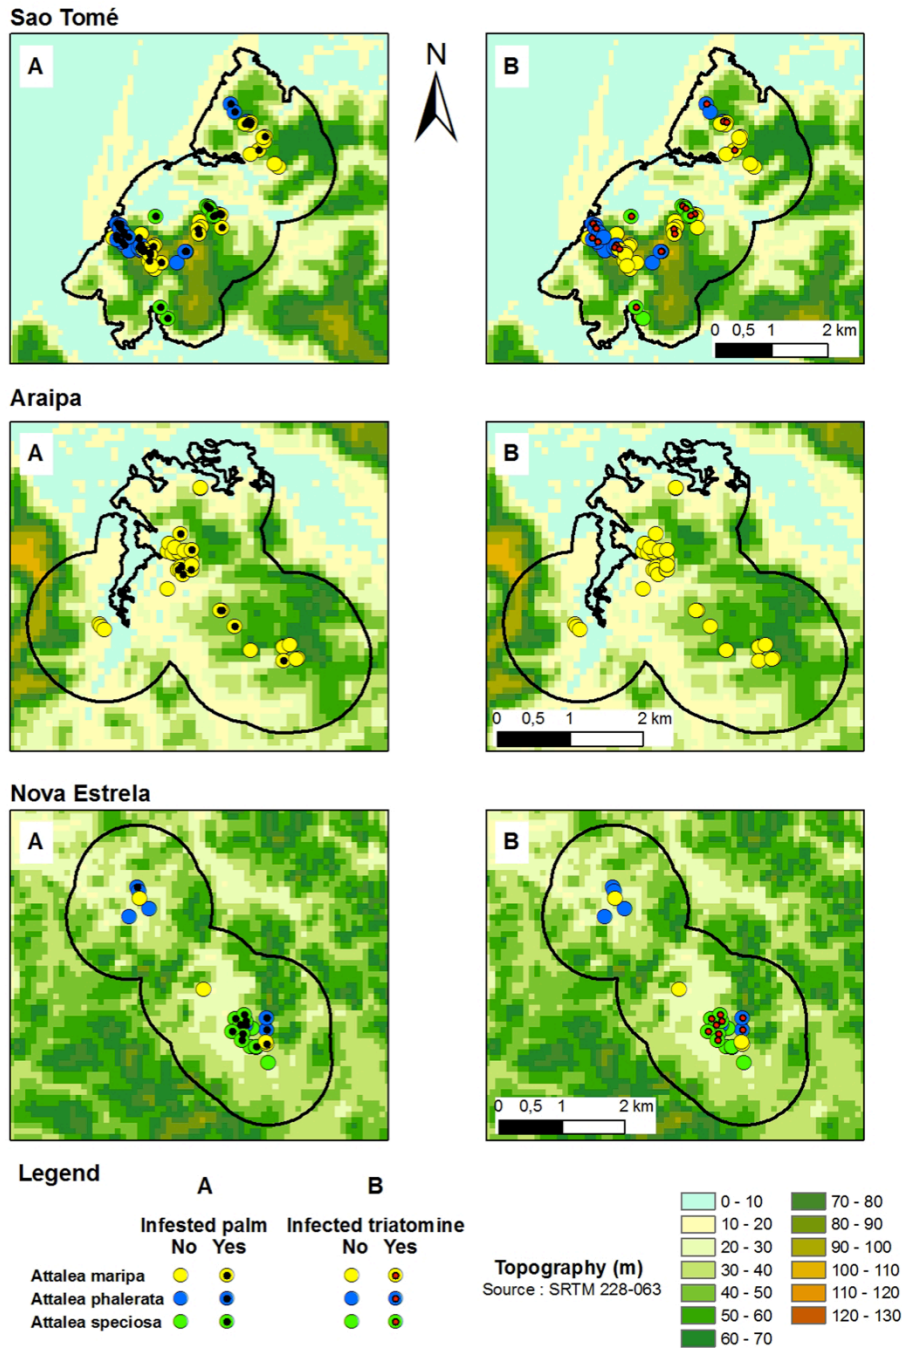 Sao Tomé
A
N
B
0 0,5 1 2 km
Araipa
A
B
0 0,5 1 2 km
Nova Estrela
A
B
0 0,5 1 2 km
Legend
A
B
Infested palm
Infected triatomine
No Yes
No Yes
Attalea maripa
Attalea phalerata
Attalea speciosa
Topography (m)
Source : SRTM 228-063
0 - 10
10 - 20
20 - 30
30 - 40
40 - 50
50 - 60
60 - 70
70 - 80
80 - 90
90 - 100
100 - 110
110 - 120
120 - 130